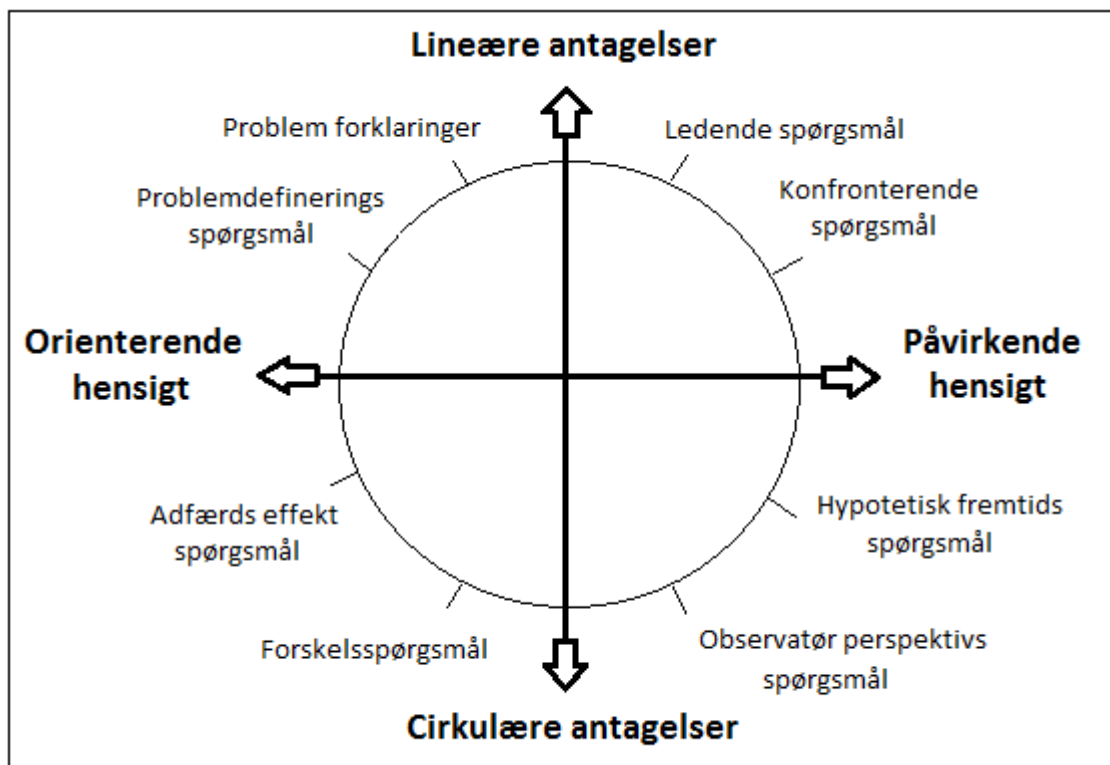 Lineære antagelser
Problem forklaringer
Ledende spørgsmål
Problemdefinerings
spørgsmål
Konfronterende
spørgsmål
Orienterende
hensigt
Påvirkende
hensigt
Adfærds effekt
spørgsmål
Hypotetisk fremtids
spørgsmål
Forskelsspørgsmål
Observatør perspektivs
spørgsmål
Cirkulære antagelser